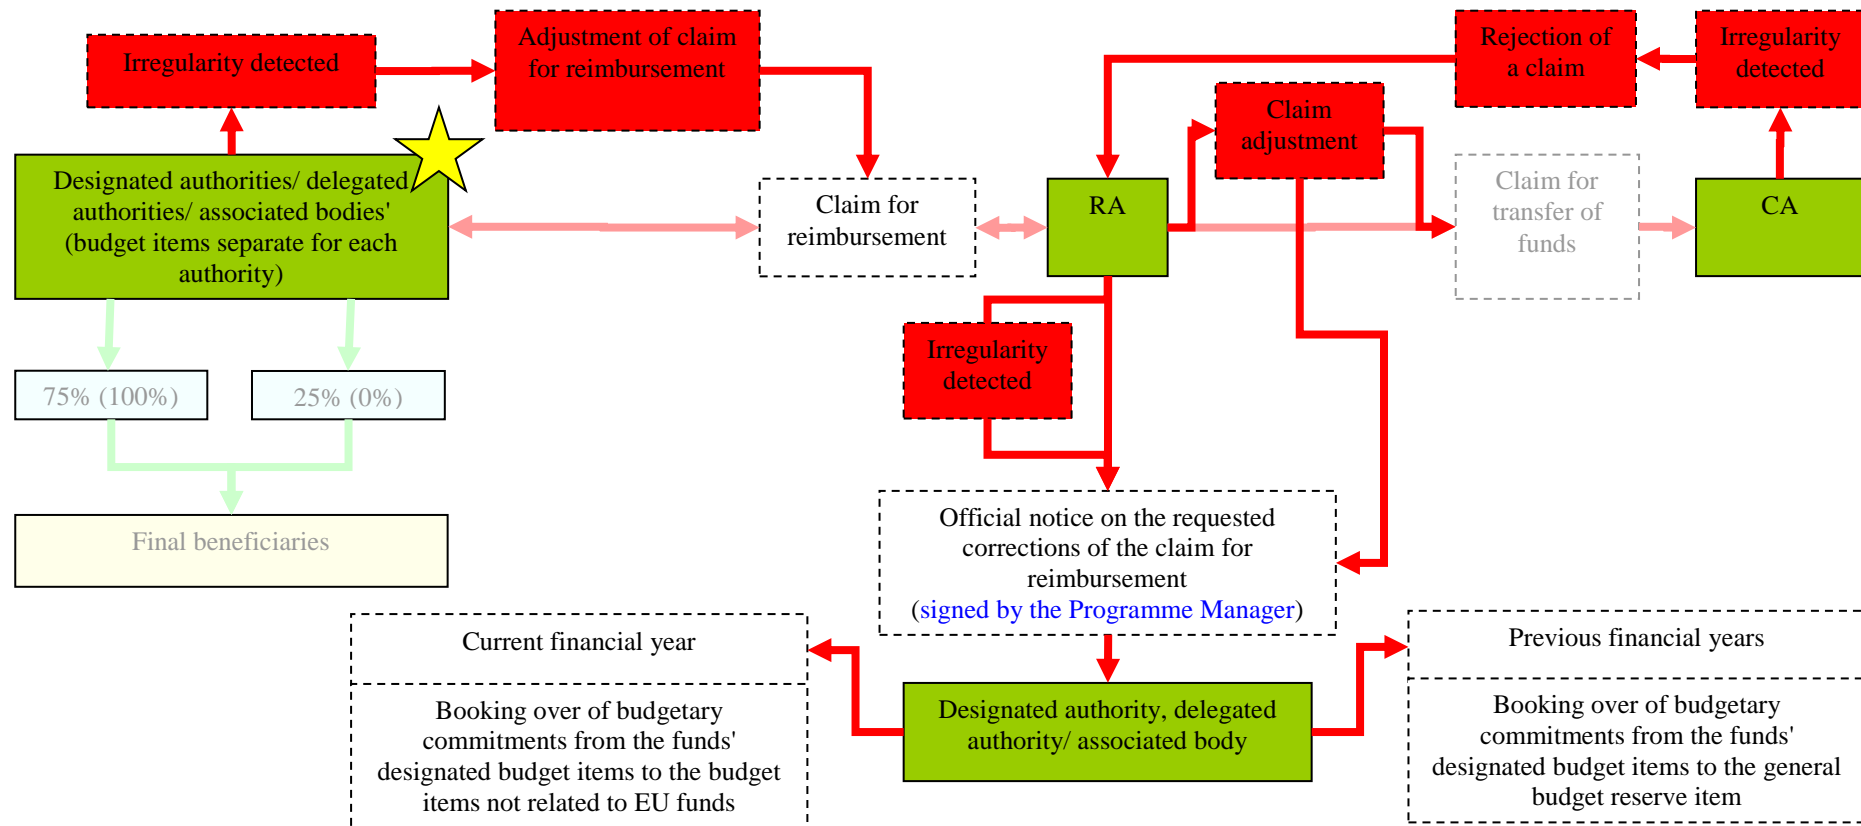 Irregularity detected
Adjustment of claim
for reimbursement
Rejection of
a claim
Irregularity
detected
Claim
adjustment
Designated authorities/ delegated
authorities/ associated bodies'
(budget items separate for each
authority)
Claim for
reimbursement
RA
Claim for
transfer of
funds
CA
Irregularity
detected
75% (100%)
25% (0%)
Final beneficiaries
Official notice on the requested
corrections of the claim for
reimbursement
(signed by the Programme Manager)
Current financial year
Booking over of budgetary
commitments from the funds'
designated budget items to the budget
items not related to EU funds
Designated authority, delegated
authority/ associated body
Previous financial years
Booking over of budgetary
commitments from the funds'
designated budget items to the general
budget reserve item